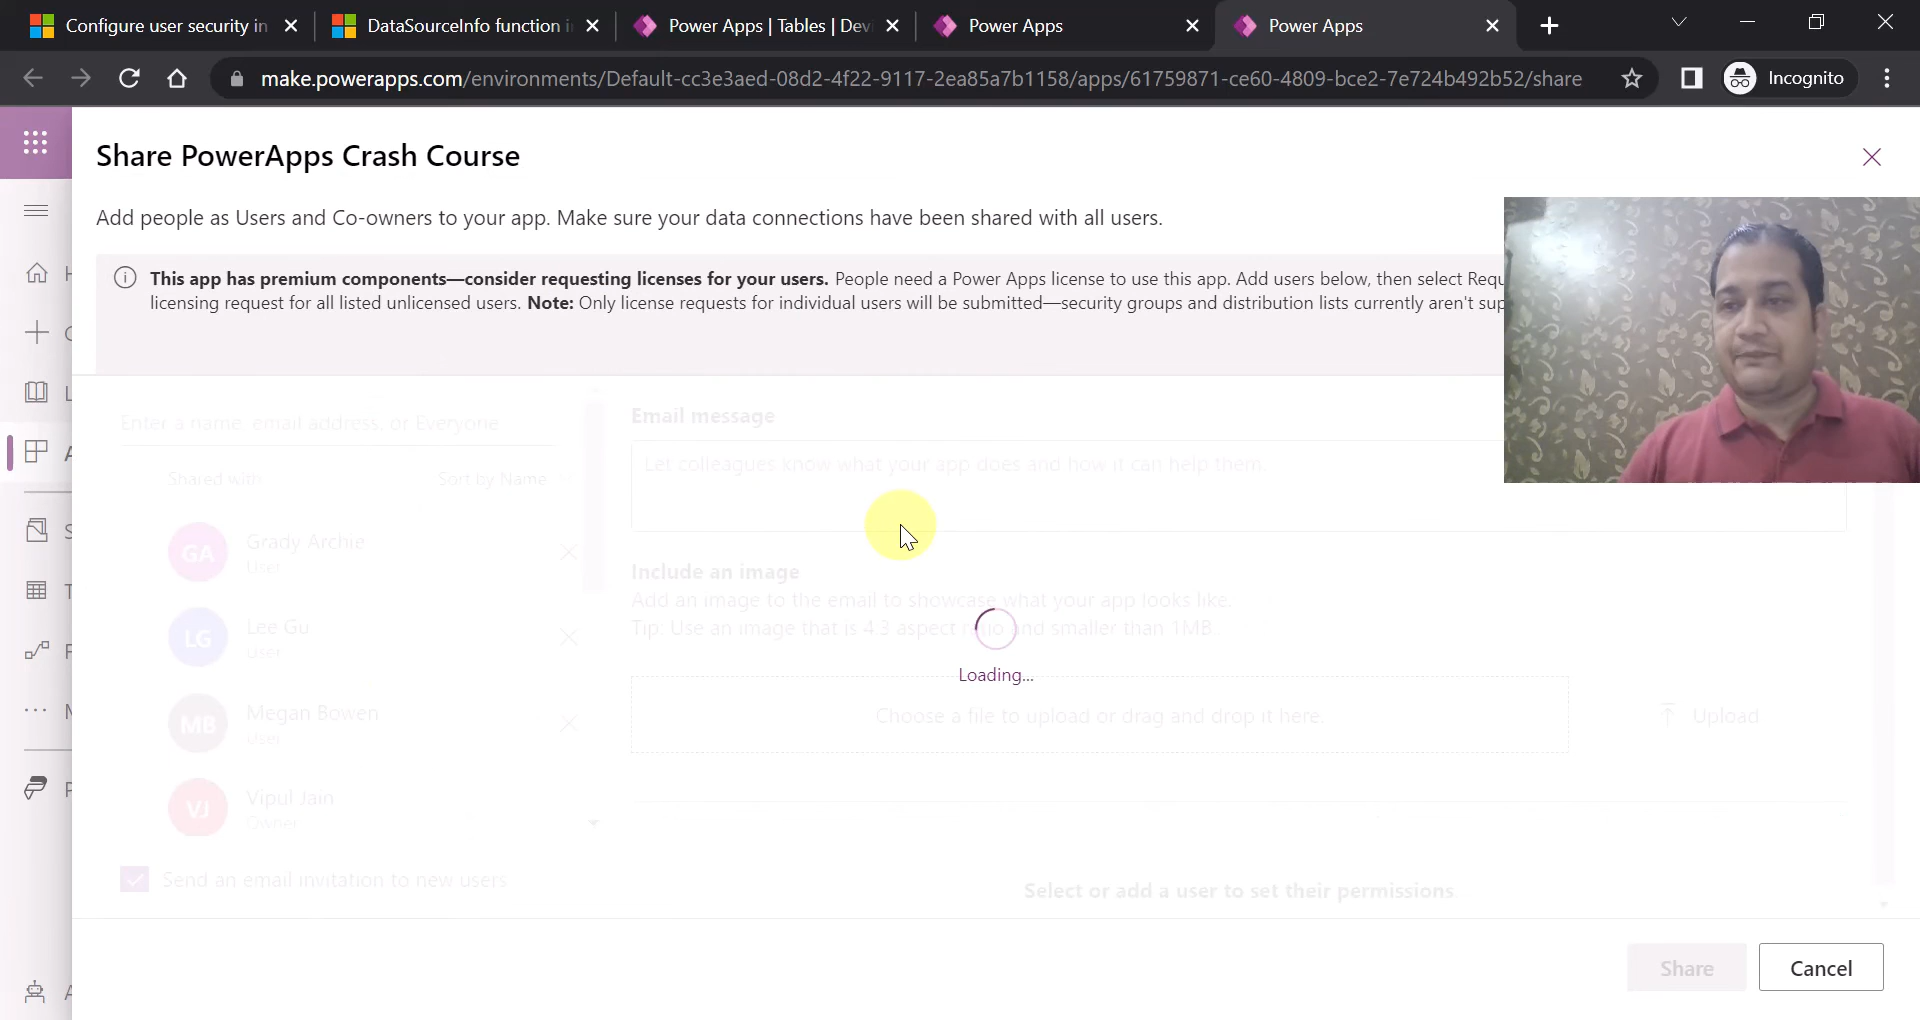 Configure user security in
DataSourceInfo function i
Power Apps | Tables | Dev
Power Apps
Power Apps
make.powerapps.com/environments/Default-cc3e3aed-08d2-4f22-9117-2ea85a7b1158/apps/61759871-ce60-4809-bce2-7e724b492b52/share
Incognito
Share PowerApps Crash Course
Add people as Users and Co-owners to your app. Make sure your data connections have been shared with all users.
This app has premium components—consider requesting licenses for your users. People need a Power Apps license to use this app. Add users below, then select Requ
licensing request for all listed unlicensed users. Note: Only license requests for individual users will be submitted—security groups and distribution lists currently aren't sup
Enter a name, email address, or Everyone
Shared with
Sort by Name
GA
Grady Archie
User
LG
Lee Gu
User
MB
Megan Bowen
User
VJ
Vipul Jain
Owner
Send an email invitation to new users
Email message
Let colleagues know what your app does and how it can help them.
Include an image
Add an image to the email to showcase what your app looks like.
Tip: Use an image that is 4:3 aspect ratio and smaller than 1MB.
Loading...
Choose a file to upload or drag and drop it here.
Upload
Select or add a user to set their permissions.
Share
Cancel